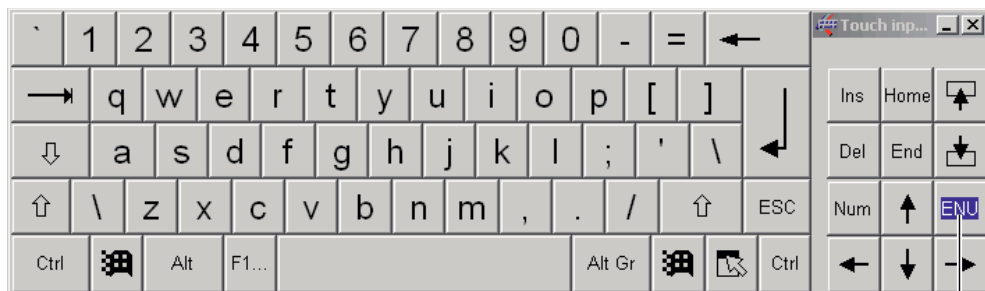 Touch inp...
` 1 2 3 4 5 6 7 8 9 0 - =
q w e r t y u i o p [ ] Ins Home
a s d f g h j k l ; ' \ Del End
\ z x c v b n m , . / ESC Num ENU
Ctrl Alt F1... Alt Gr Ctrl